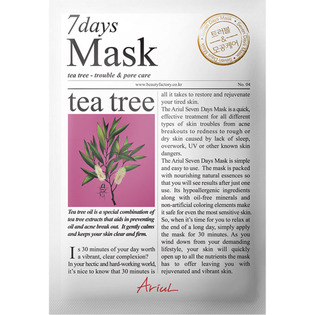 7days
Mask
트러블
&
모공케어
tea tree - trouble & pore care
www.beautyfactory.co.kr
No. 04
tea tree
Tea tree oil is a special combination of
tea tree extracts that aids in preventing
oil and acne break out. It gently calms
and keeps your skin clear and firm.
Is 30 minutes of your day worth
a vibrant, clear complexion?
In your hectic and hard-working world,
it's nice to know that 30 minutes is
all it takes to restore and rejuvenate
your tired skin.
The Ariul Seven Days Mask is a quick,
effective treatment for all different
types of skin troubles from acne
breakouts to redness to rough or
dry skin caused by lack of sleep,
overwork, UV or other known skin
dangers.
The Ariul Seven Days Mask is simple
and easy to use. The mask is packed
with nourishing natural essences so
that you will see results after just one
use. Its hypoallergenic ingredients
along with oil-free minerals and
non-artificial coloring elements make
it safe for even the most sensitive skin.
So, when it's time for you to relax at
the end of a long day, simply apply
the mask for 30 minutes. As you
wind down from your demanding
lifestyle, your skin will quickly
open up to all the nutrients the mask
has to offer leaving you with
rejuvenated and vibrant skin.
Ariul